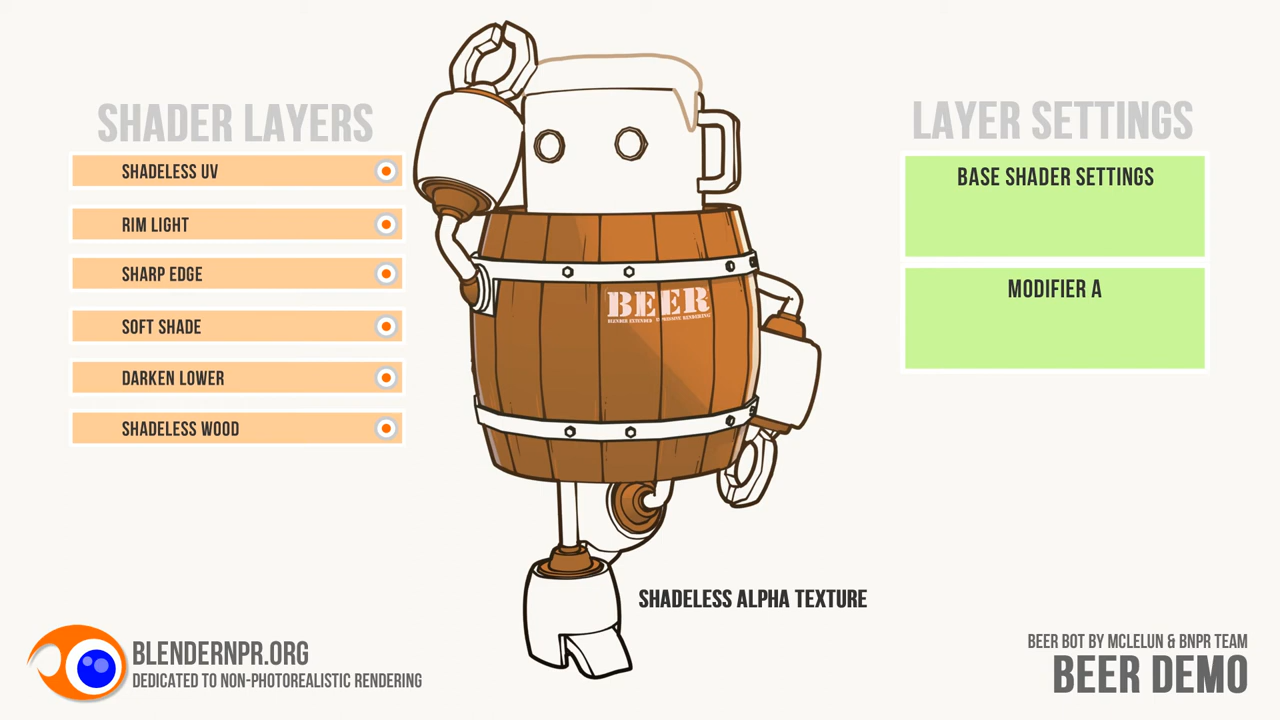 SHADER LAYERS
SHADELESS UV
RIM LIGHT
SHARP EDGE
SOFT SHADE
DARKEN LOWER
SHADELESS WOOD
BEER
BLENDER EXTENDED
LAYER SETTINGS
BASE SHADER SETTINGS
MODIFIER A
SHADELESS ALPHA TEXTURE
BLENDERNPR.ORG
DEDICATED TO NON-PHOTOREALISTIC RENDERING
BEER BOT BY MCLELUN & BNPR TEAM
BEER DEMO